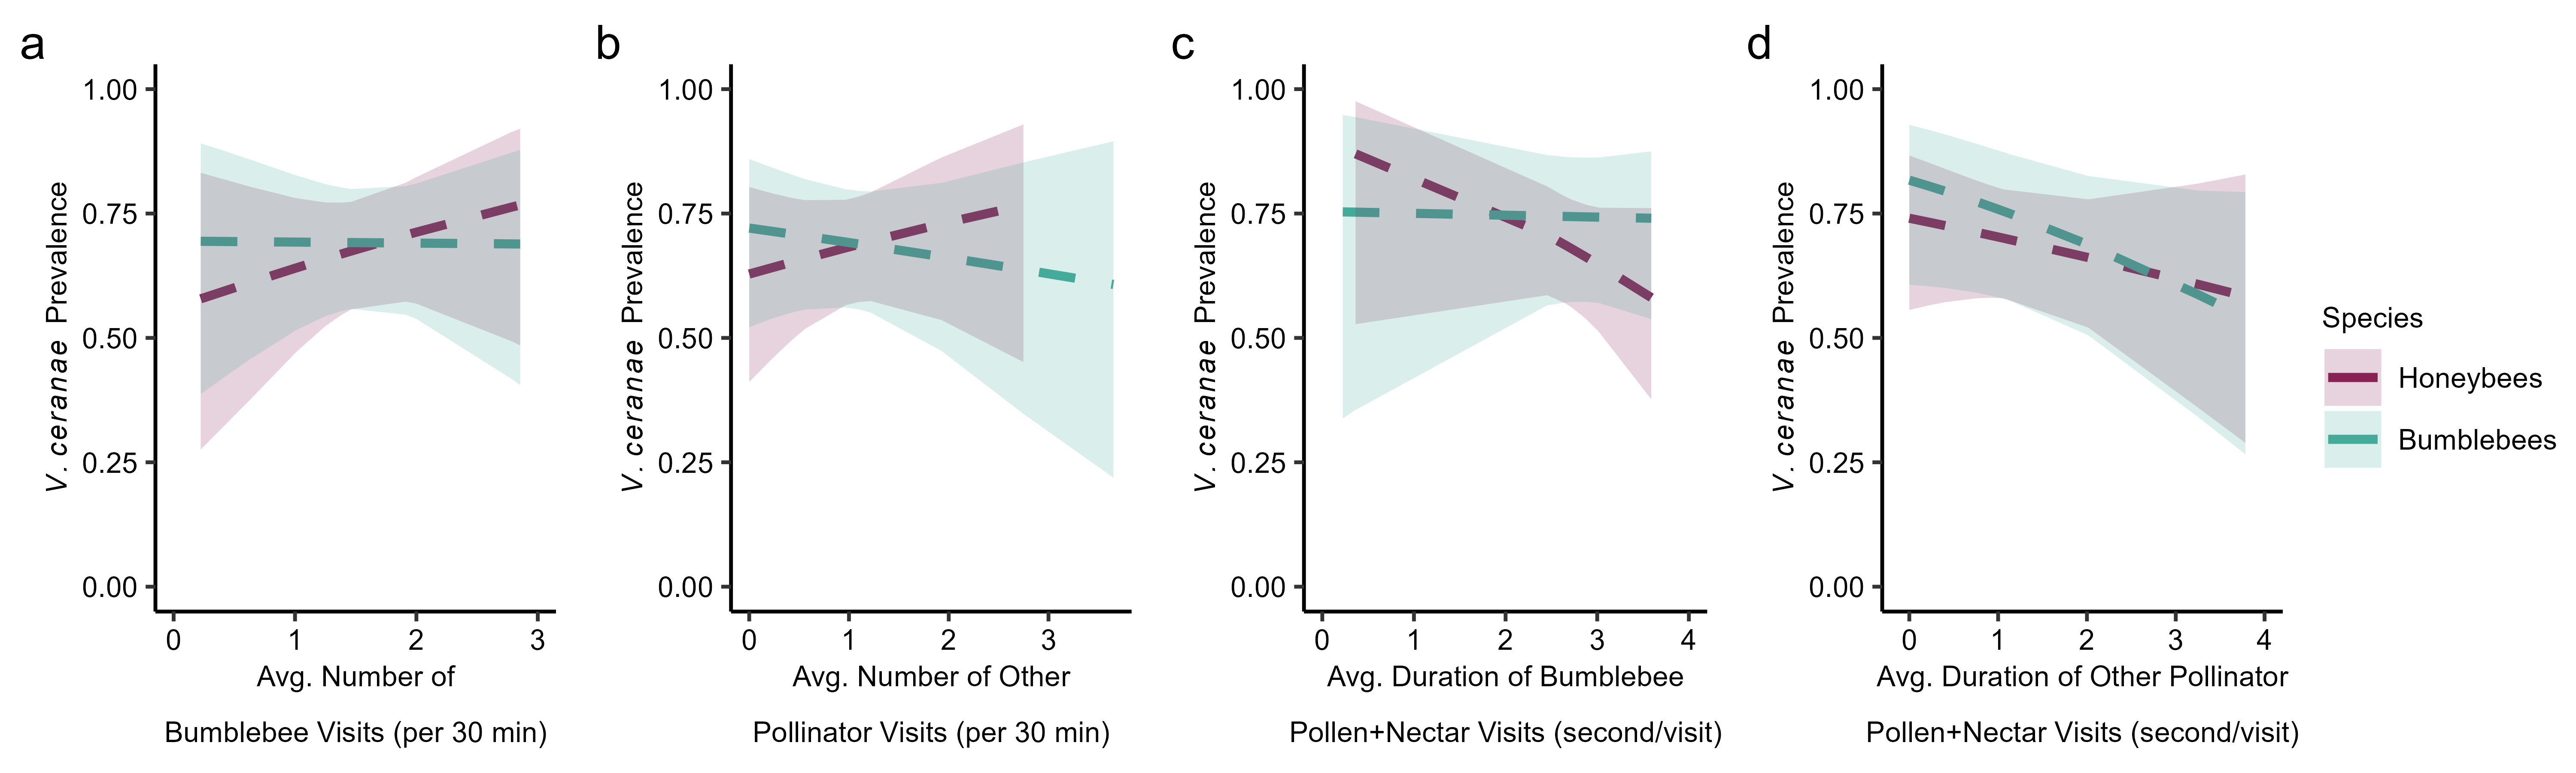 a
V. ceranae Prevalence
1.00
0.75
0.50
0.25
0.00
0 1 2 3
Avg. Number of
Bumblebee Visits (per 30 min)
b
V. ceranae Prevalence
1.00
0.75
0.50
0.25
0.00
0 1 2 3
Avg. Number of Other
Pollinator Visits (per 30 min)
c
V. ceranae Prevalence
1.00
0.75
0.50
0.25
0.00
0 1 2 3 4
Avg. Duration of Bumblebee
Pollen+Nectar Visits (second/visit)
d
V. ceranae Prevalence
1.00
0.75
0.50
0.25
0.00
0 1 2 3 4
Avg. Duration of Other Pollinator
Pollen+Nectar Visits (second/visit)
Species
Honeybees
Bumblebees